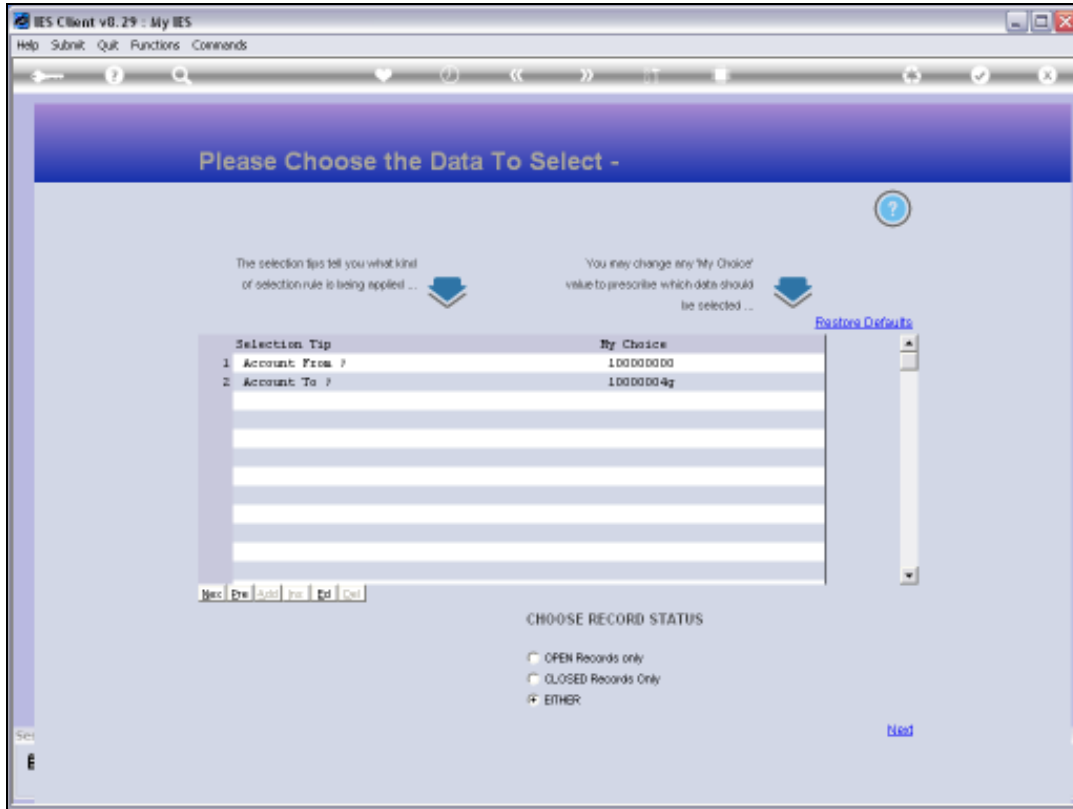 IES Client v8.29 : My IES
Help Submit Quit Functions Commands
Please Choose the Data To Select -
The selection tips tell you what kind
of selection rule is being applied ...
You may change any 'My Choice'
value to prescribe which data should
be selected ...
Restore Defaults
Selection Tip My Choice
1 Account From ? 100000000
2 Account To ? 10000004g
Nex Pre Add Ins Ed Del
CHOOSE RECORD STATUS
OPEN Records only
CLOSED Records Only
EITHER
Next